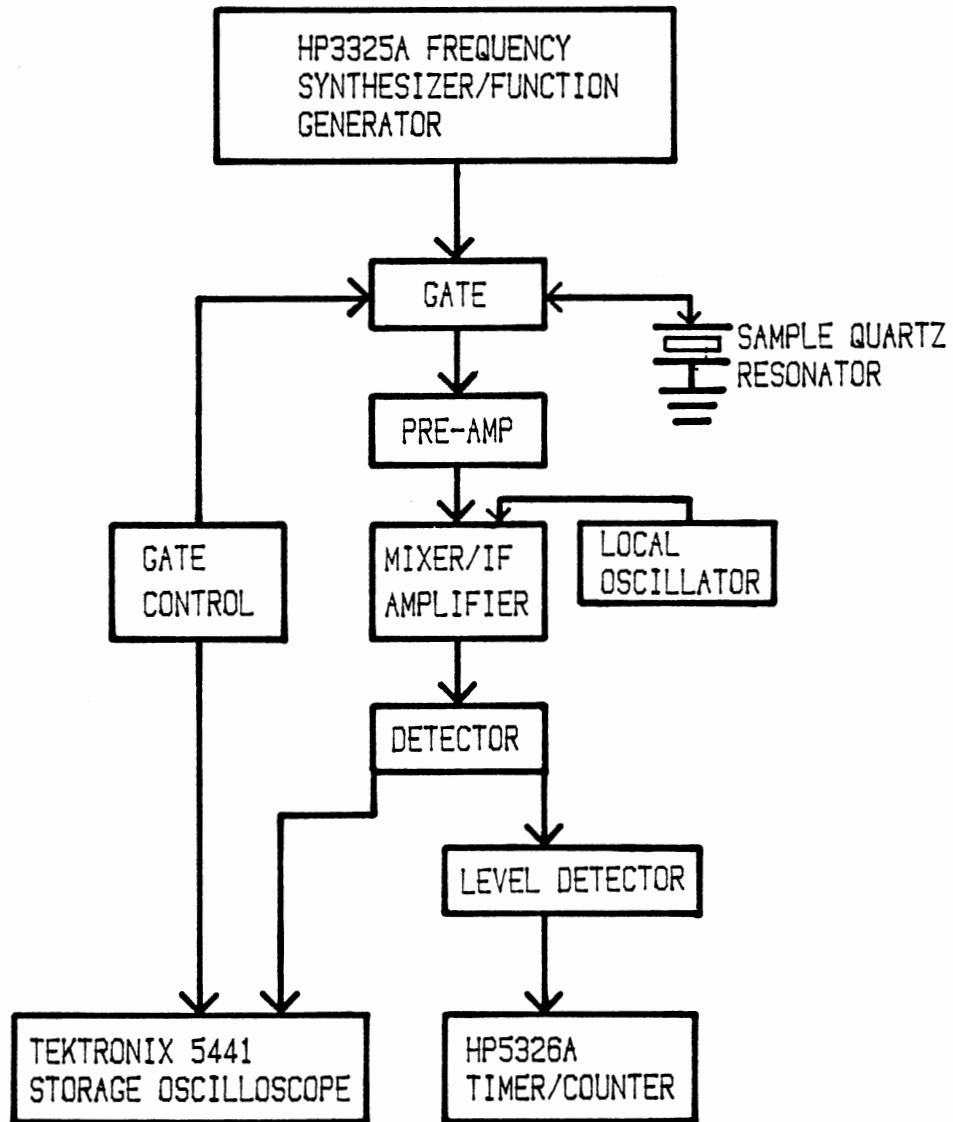 HP3325A FREQUENCY
SYNTHESIZER/FUNCTION
GENERATOR
GATE
SAMPLE QUARTZ
RESONATOR
PRE-AMP
GATE
CONTROL
MIXER/IF
AMPLIFIER
LOCAL
OSCILLATOR
DETECTOR
LEVEL DETECTOR
TEKTRONIX 5441
STORAGE OSCILLOSCOPE
HP5326A
TIMER/COUNTER